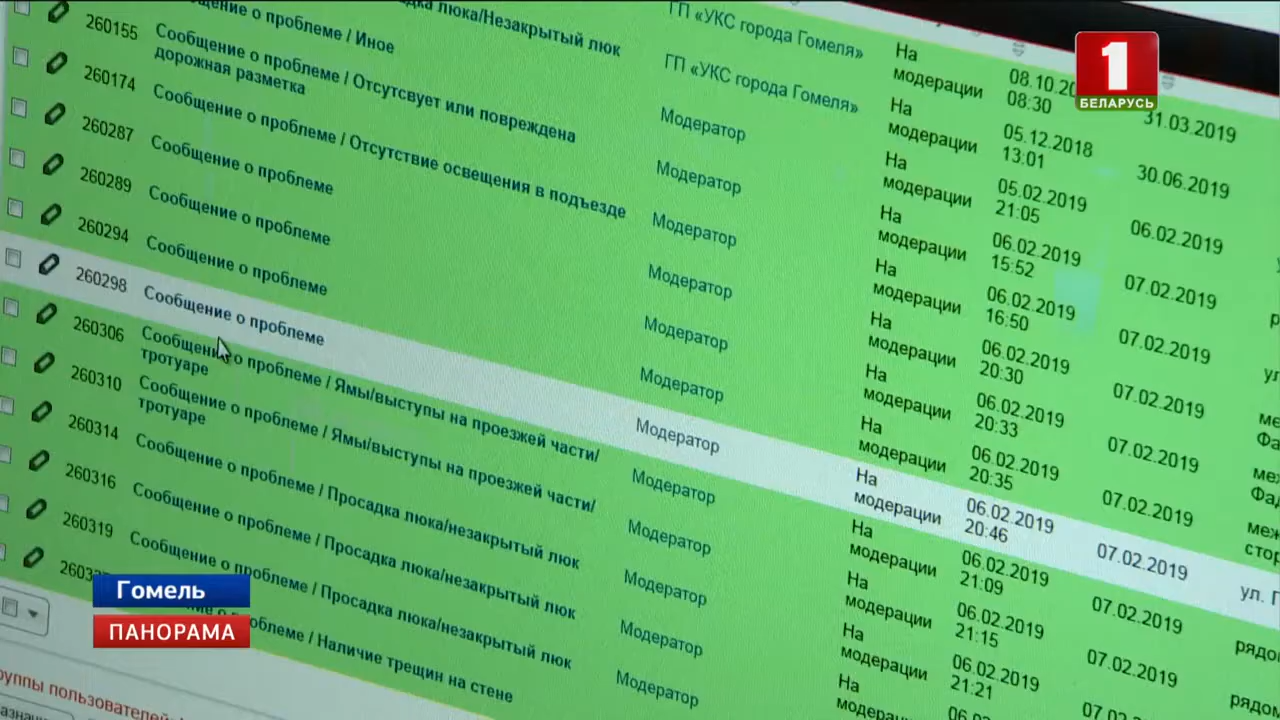 ГП «УКС города Гомеля»
На
модерации
08.10.20
08:30
31.03.2019
люка/Незакрытый люк
ГП «УКС города Гомеля»
На
модерации
05.12.2018
13:01
30.06.2019
о проблеме / Иное
Модератор
На
модерации
05.02.2019
21:05
06.02.2019
260155
Сообщение о проблеме / Отсутсвует или повреждена
дорожная разметка
Модератор
На
модерации
06.02.2019
15:52
07.02.2019
260174
Сообщение о проблеме / Отсутствие освещения в подъезде
Модератор
На
модерации
06.02.2019
16:50
07.02.2019
260287
Сообщение о проблеме
Модератор
На
модерации
06.02.2019
20:30
07.02.2019
260289
Сообщение о проблеме
Модератор
На
модерации
06.02.2019
20:33
07.02.2019
260294
Сообщение о проблеме
Модератор
На
модерации
06.02.2019
20:35
07.02.2019
260298
Сообщение о проблеме
Модератор
На
модерации
06.02.2019
20:46
07.02.2019
ул. Г
260306
Сообщение о проблеме / Ямы/выступы на проезжей части/
тротуаре
Модератор
На
модерации
06.02.2019
21:09
07.02.2019
260310
Сообщение о проблеме / Ямы/выступы на проезжей части/
тротуаре
Модератор
На
модерации
06.02.2019
21:15
07.02.2019
260314
Сообщение о проблеме / Просадка люка/незакрытый люк
Модератор
На
модерации
06.02.2019
21:21
260316
Сообщение о проблеме / Просадка люка/незакрытый люк
Модератор
На
модерации
260319
Сообщение о проблеме / Просадка люка/незакрытый люк
Модератор
о проблеме / Наличие трещин на стене
1
БЕЛАРУСЬ
Гомель
ПАНОРАМА